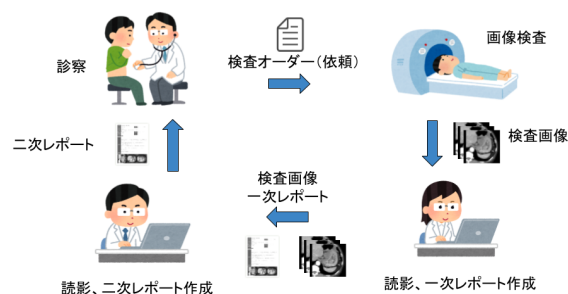 診察
検査オーダー(依頼)
画像検査
検査画像
読影、一次レポート作成
検査画像
一次レポート
読影、二次レポート作成
二次レポート